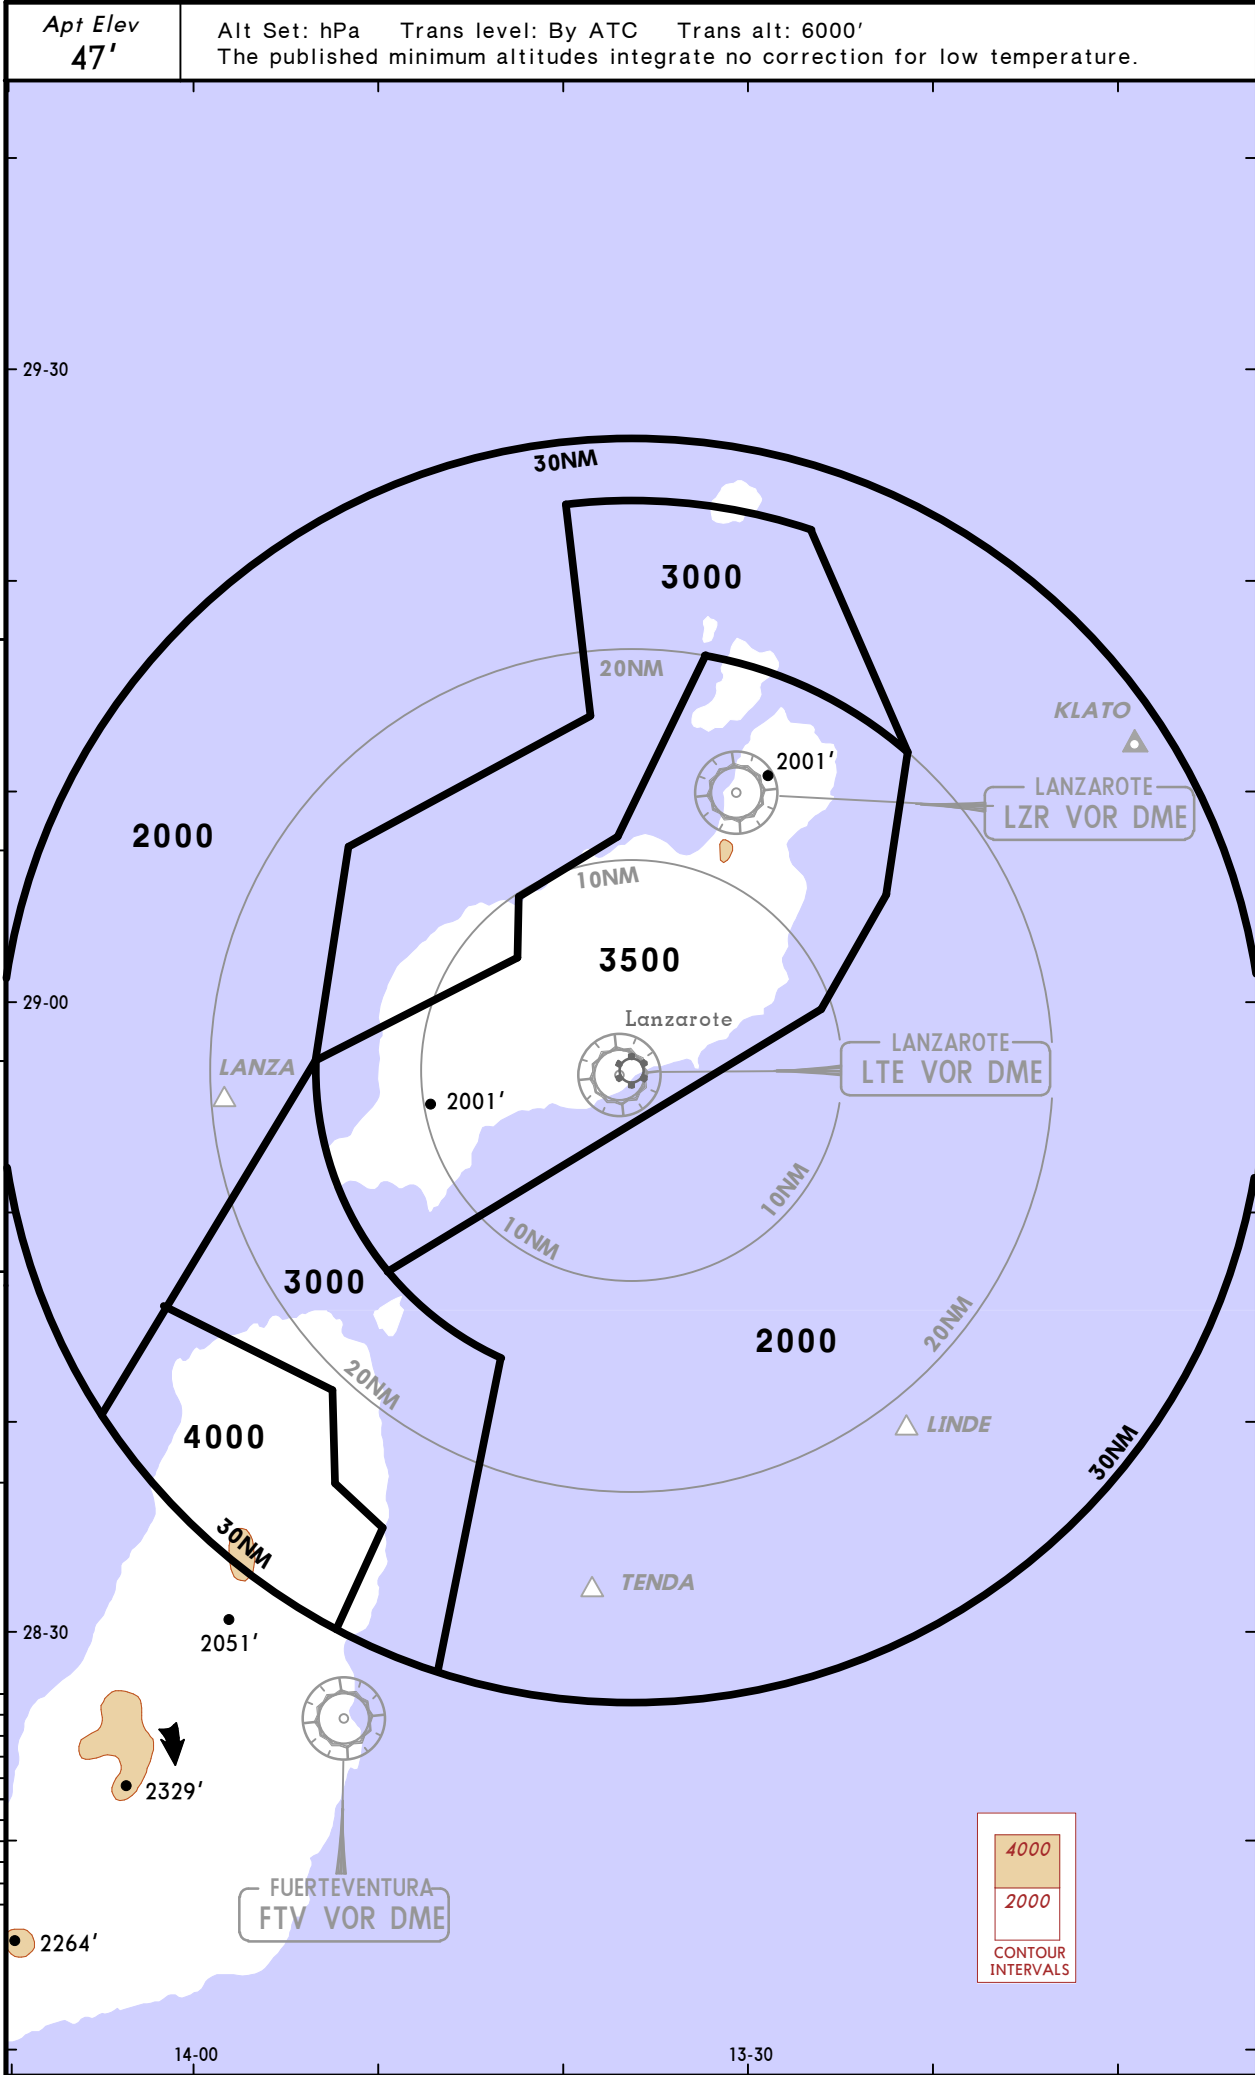 Apt Elev
47'
Alt Set: hPa Trans level: By ATC Trans alt: 6000'
The published minimum altitudes integrate no correction for low temperature.
29-30
30NM
3000
20NM
KLATO
2001'
LANZAROTE
LZR VOR DME
2000
10NM
3500
29-00
Lanzarote
LANZAROTE
LTE VOR DME
LANZA
2001'
10NM
10NM
3000
20NM
2000
20NM
LINDE
4000
30NM
30NM
TENDA
28-30
2051'
2329'
4000
2000
CONTOUR
INTERVALS
FUERTEVENTURA
FTV VOR DME
2264'
14-00
13-30